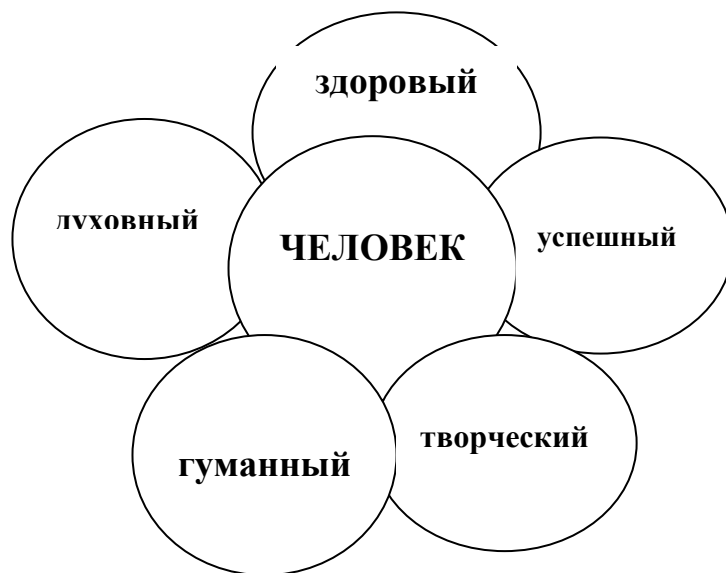 здоровый
духовный
ЧЕЛОВЕК
успешный
гуманный
творческий